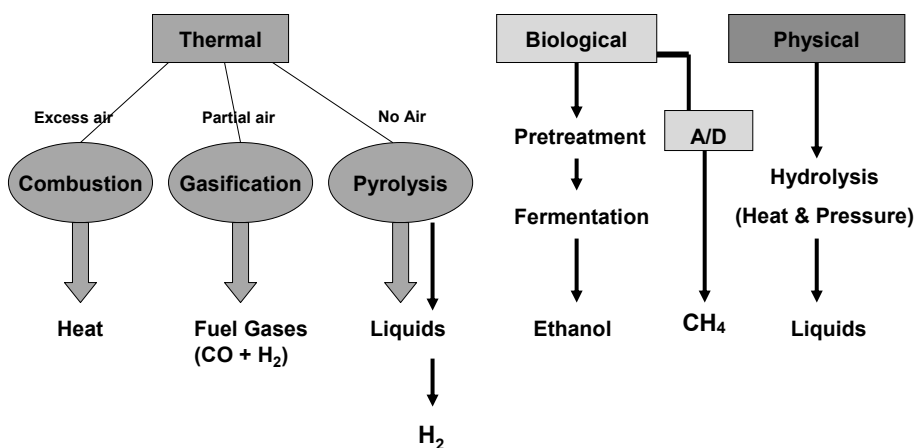 Thermal
Biological
Physical
Excess air
Partial air
No Air
Combustion
Gasification
Pyrolysis
Pretreatment
A/D
Hydrolysis
(Heat & Pressure)
Fermentation
Heat
Fuel Gases
(CO + H₂)
Liquids
Ethanol
CH₄
Liquids
H₂